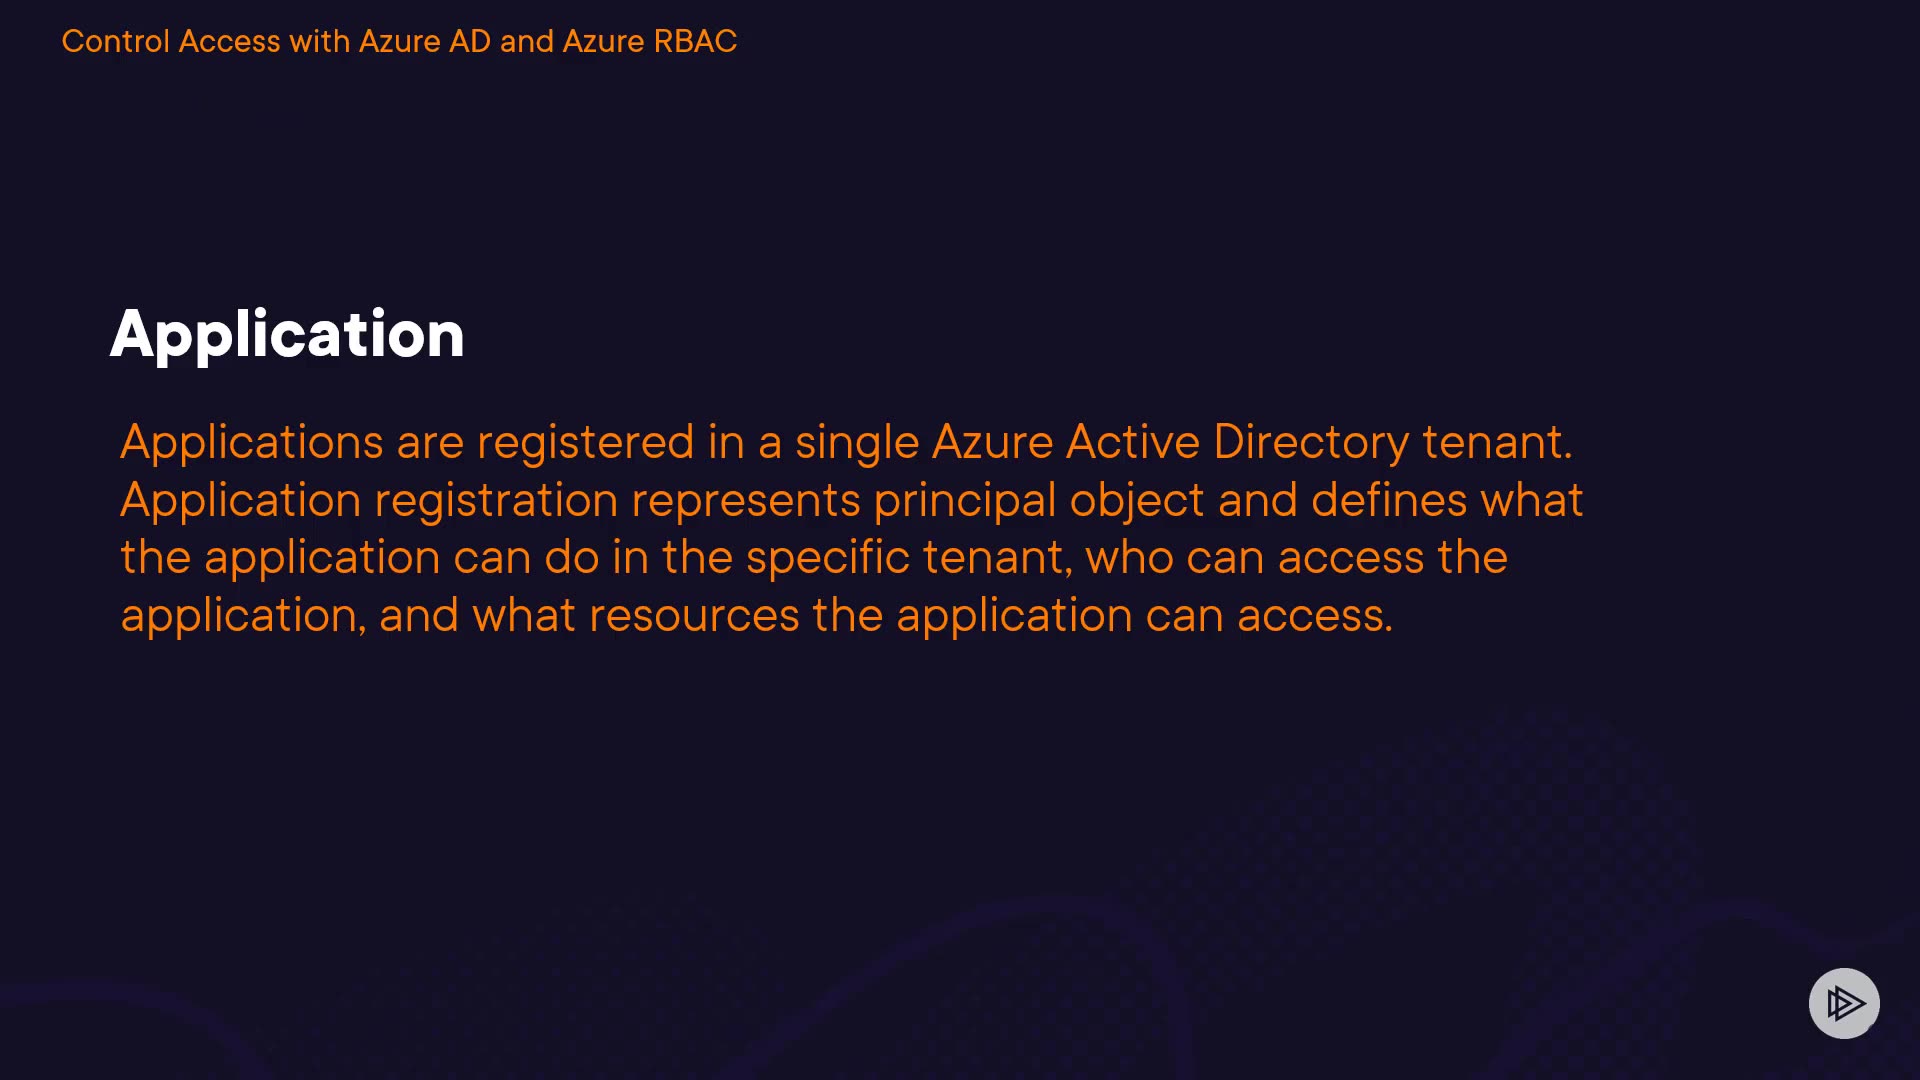 Control Access with Azure AD and Azure RBAC
Application
Applications are registered in a single Azure Active Directory tenant.
Application registration represents principal object and defines what
the application can do in the specific tenant, who can access the
application, and what resources the application can access.